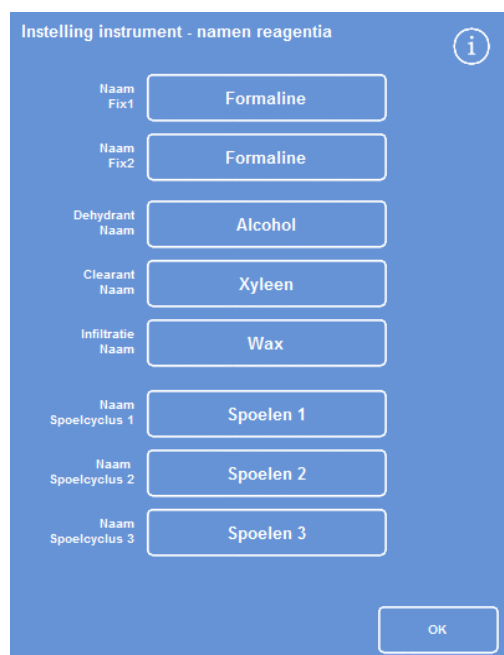 Instelling instrument - namen reagentia
i
Naam
Fix1
Formaline
Naam
Fix2
Formaline
Dehydrant
Naam
Alcohol
Clearant
Naam
Xyleen
Infiltratie
Naam
Wax
Naam
Spoelcyclus 1
Spoelen 1
Naam
Spoelcyclus 2
Spoelen 2
Naam
Spoelcyclus 3
Spoelen 3
OK